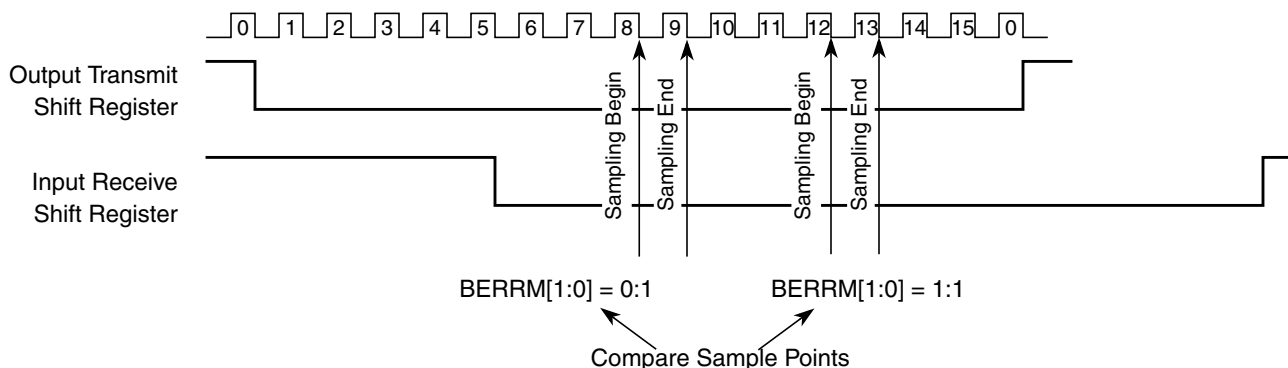 0 1 2 3 4 5 6 7 8 9 10 11 12 13 14 15 0
Output Transmit
Shift Register
Input Receive
Shift Register
Sampling Begin
Sampling End
Sampling Begin
Sampling End
BERRM[1:0] = 0:1
BERRM[1:0] = 1:1
Compare Sample Points